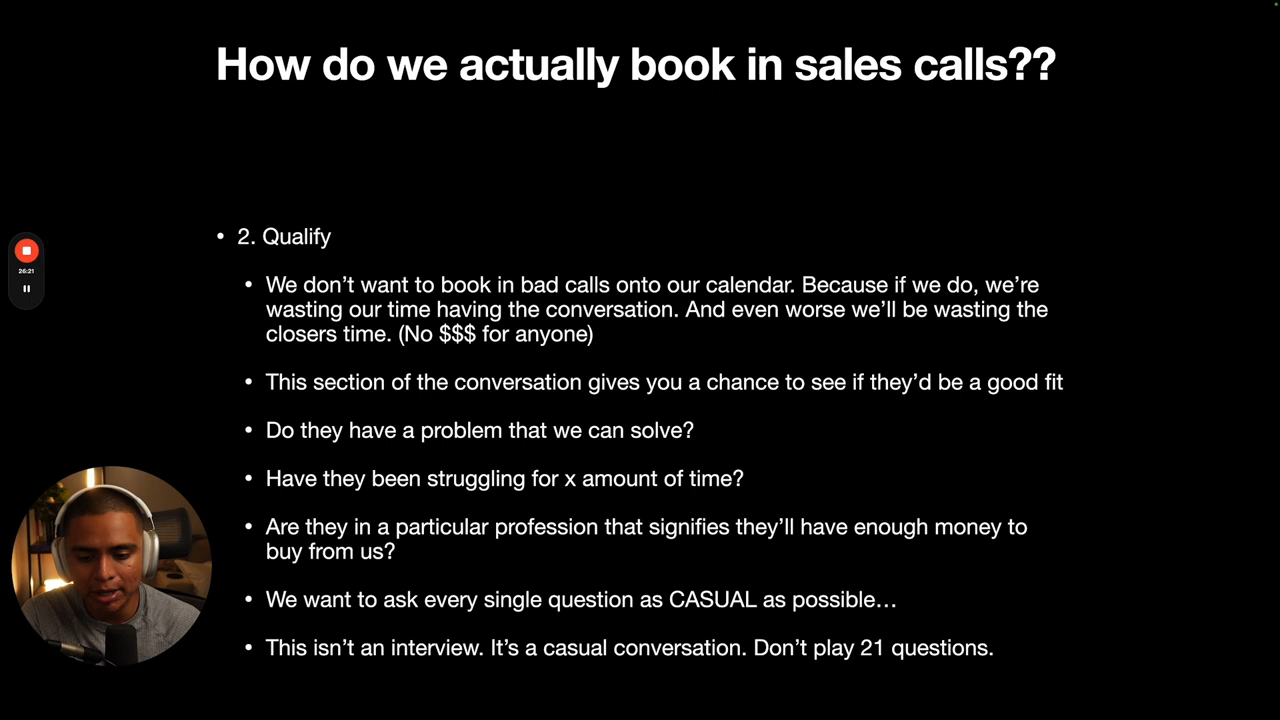 How do we actually book in sales calls??
• 2. Qualify
• We don’t want to book in bad calls onto our calendar. Because if we do, we’re
wasting our time having the conversation. And even worse we’ll be wasting the
closers time. (No $$$ for anyone)
• This section of the conversation gives you a chance to see if they’d be a good fit
• Do they have a problem that we can solve?
• Have they been struggling for x amount of time?
• Are they in a particular profession that signifies they’ll have enough money to
buy from us?
• We want to ask every single question as CASUAL as possible…
• This isn’t an interview. It’s a casual conversation. Don’t play 21 questions.
26:21